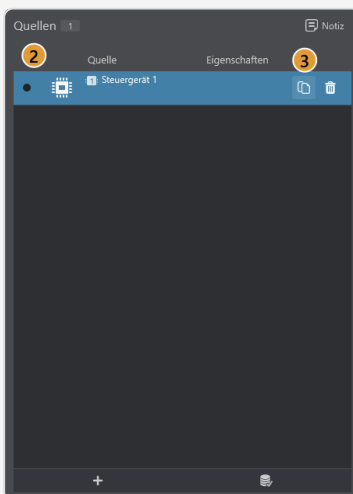 Quellen 1
Notiz
2
Quelle
Eigenschaften
3
1 Steuergerät 1